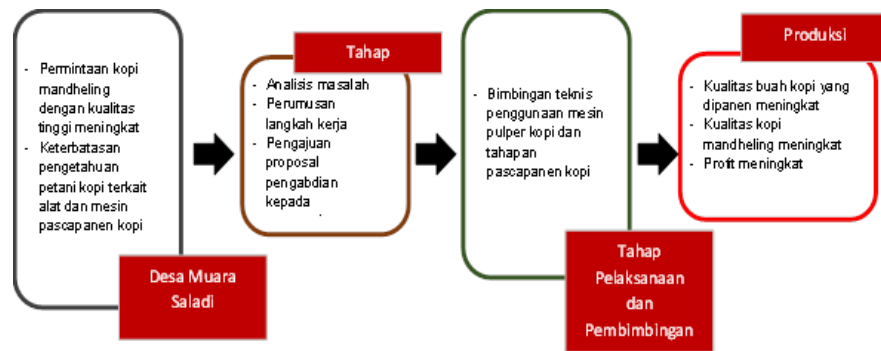 - Permintaan kopi
mandheling
dengan kualitas
tinggi meningkat
- Keterbatasan
pengetahuan
petani kopi terkait
alat dan mesin
pascapanen kopi
Desa Muara
Saladi
Tahap
- Analisis masalah
- Perumusan
langkah kerja
- Pengajuan
proposal
pengabdian
kepada
- Bimbingan teknis
penggunaan mesin
pulper kopi dan
tahapan
pascapanen kopi
Tahap
Pelaksanaan
dan
Pembimbingan
Produksi
- Kualitas buah kopi yang
dipanen meningkat
- Kualitas kopi
mandheling meningkat
- Profit meningkat